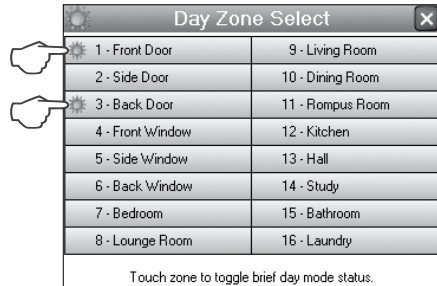 Day Zone Select
1 - Front Door
2 - Side Door
3 - Back Door
4 - Front Window
5 - Side Window
6 - Back Window
7 - Bedroom
8 - Lounge Room
9 - Living Room
10 - Dining Room
11 - Rompus Room
12 - Kitchen
13 - Hall
14 - Study
15 - Bathroom
16 - Laundry
Touch zone to toggle brief day mode status.